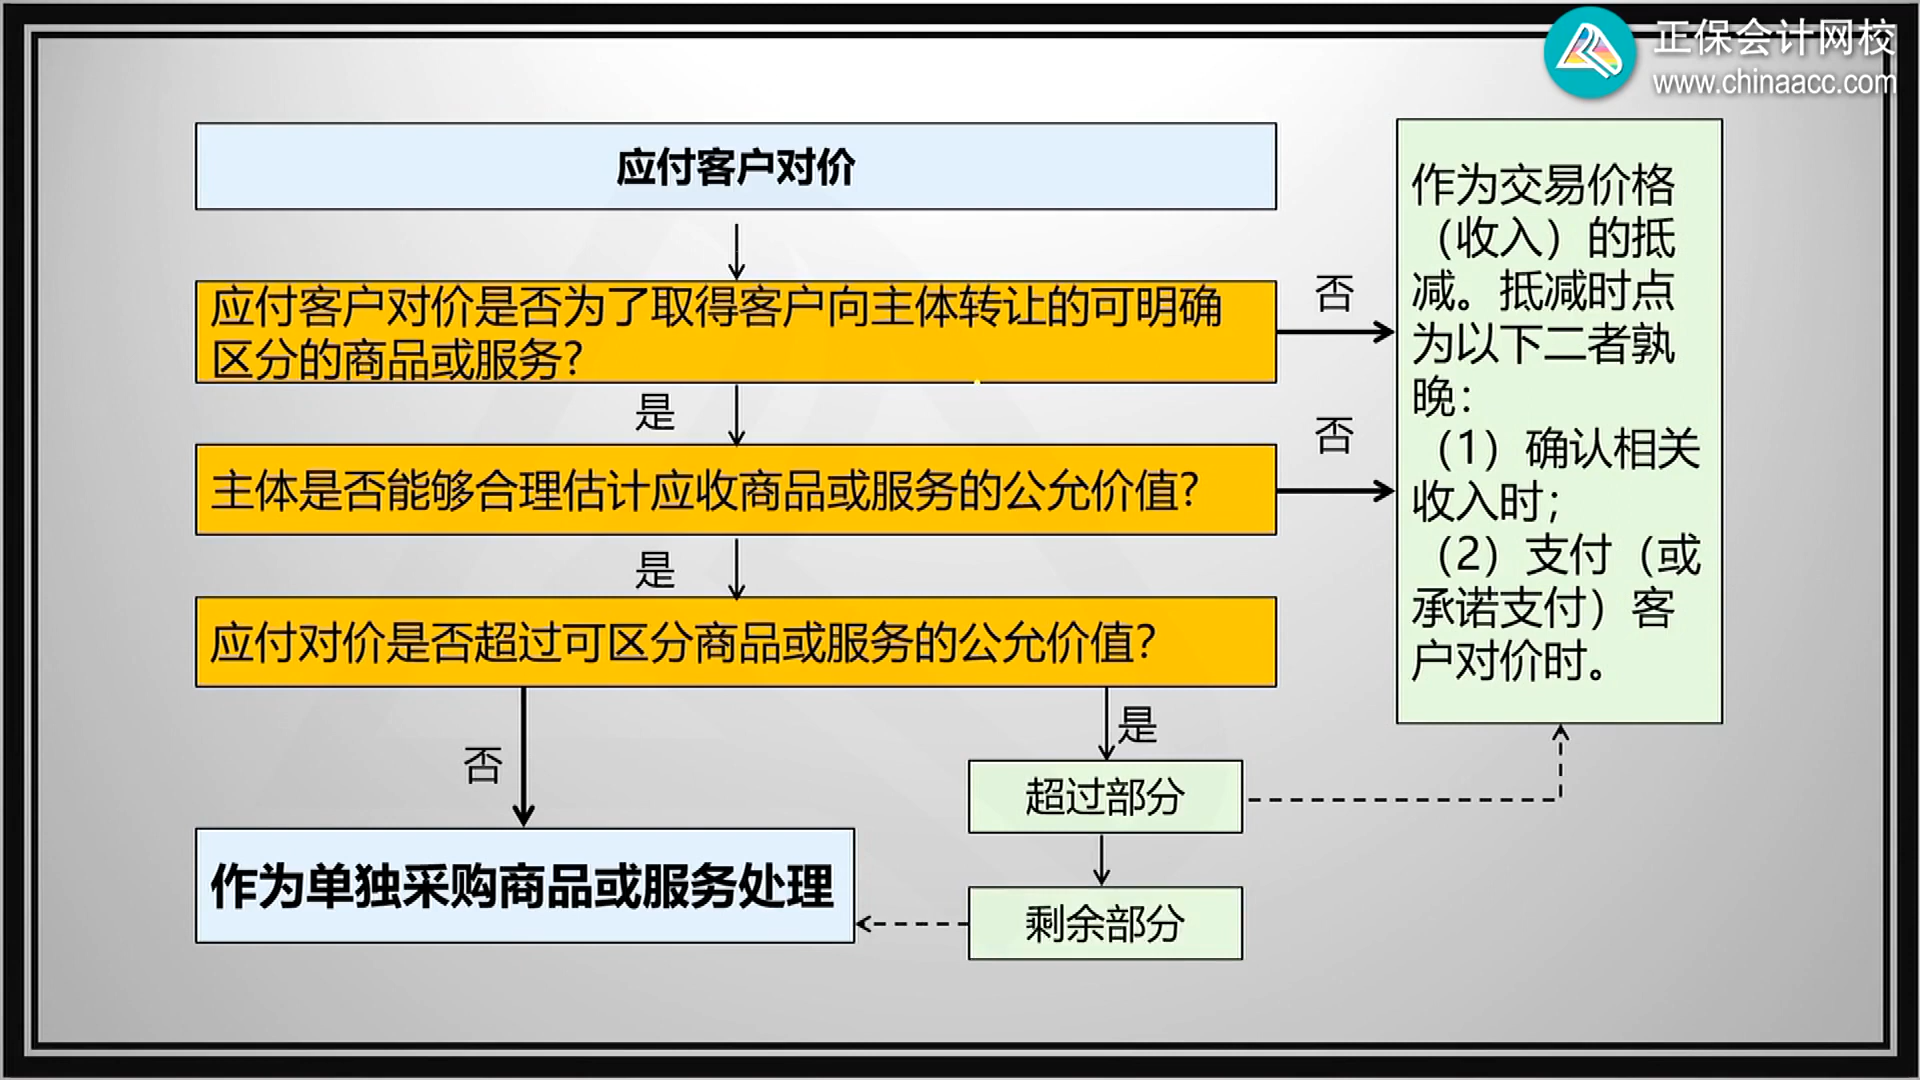 正保会计网校
www.chinaacc.com
应付客户对价
应付客户对价是否为了取得客户向主体转让的可明确
区分的商品或服务?
否
是
主体是否能够合理估计应收商品或服务的公允价值?
否
是
应付对价是否超过可区分商品或服务的公允价值?
否
是
超过部分
剩余部分
作为单独采购商品或服务处理
作为交易价格
（收入）的抵
减。抵减时点
为以下二者孰
晚：
（1）确认相关
收入时；
（2）支付（或
承诺支付）客
户对价时。